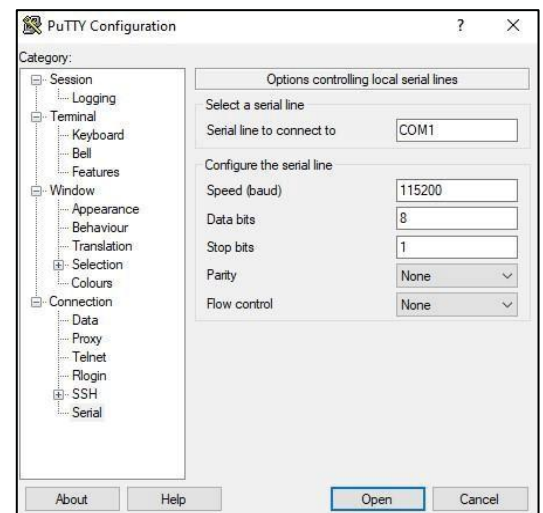 PuTTY Configuration
?
Category:
Session
Logging
Terminal
Keyboard
Bell
Features
Window
Appearance
Behaviour
Translation
Selection
Colours
Connection
Data
Proxy
Telnet
Rlogin
SSH
Serial
Options controlling local serial lines
Select a serial line
Serial line to connect to COM1
Configure the serial line
Speed (baud) 115200
Data bits 8
Stop bits 1
Parity None
Flow control None
About Help Open Cancel